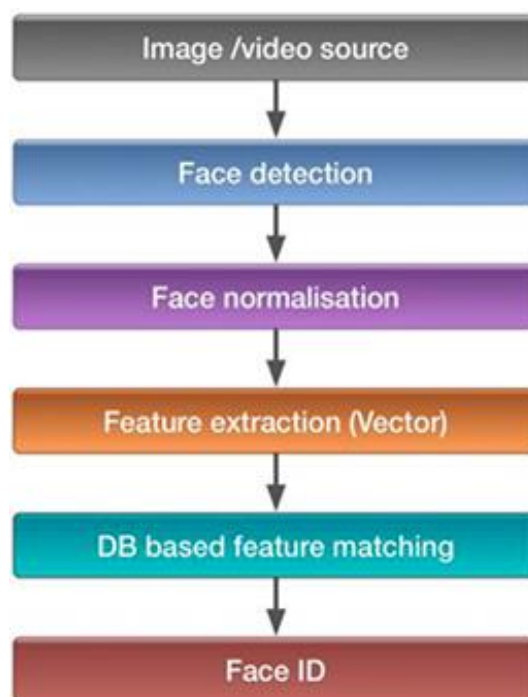 Image /video source
Face detection
Face normalisation
Feature extraction (Vector)
DB based feature matching
Face ID